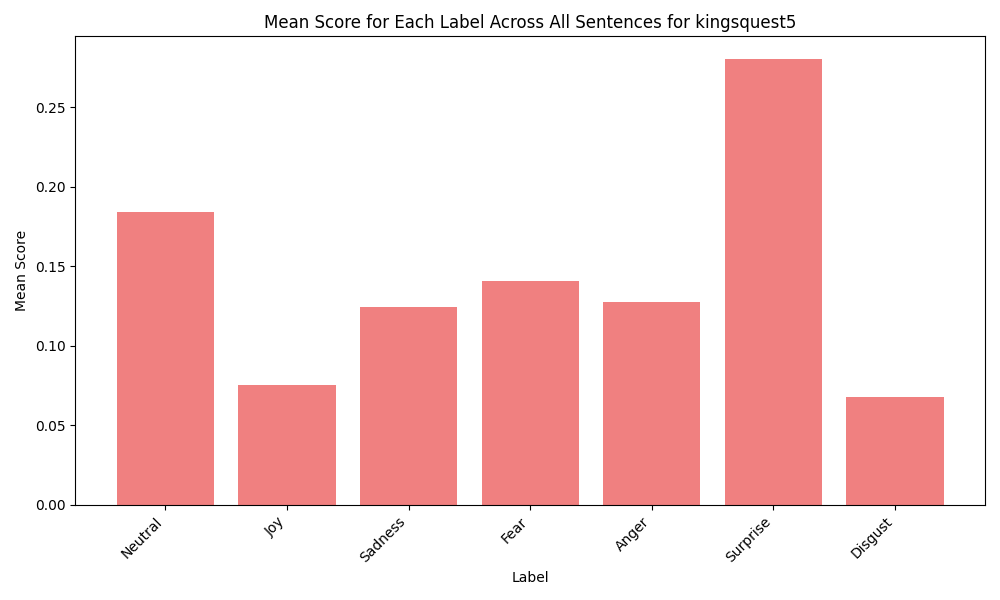 Mean Score for Each Label Across All Sentences for kingsquest5
Mean Score
0.25
0.20
0.15
0.10
0.05
0.00
Neutral
Joy
Sadness
Fear
Anger
Surprise
Disgust
Label